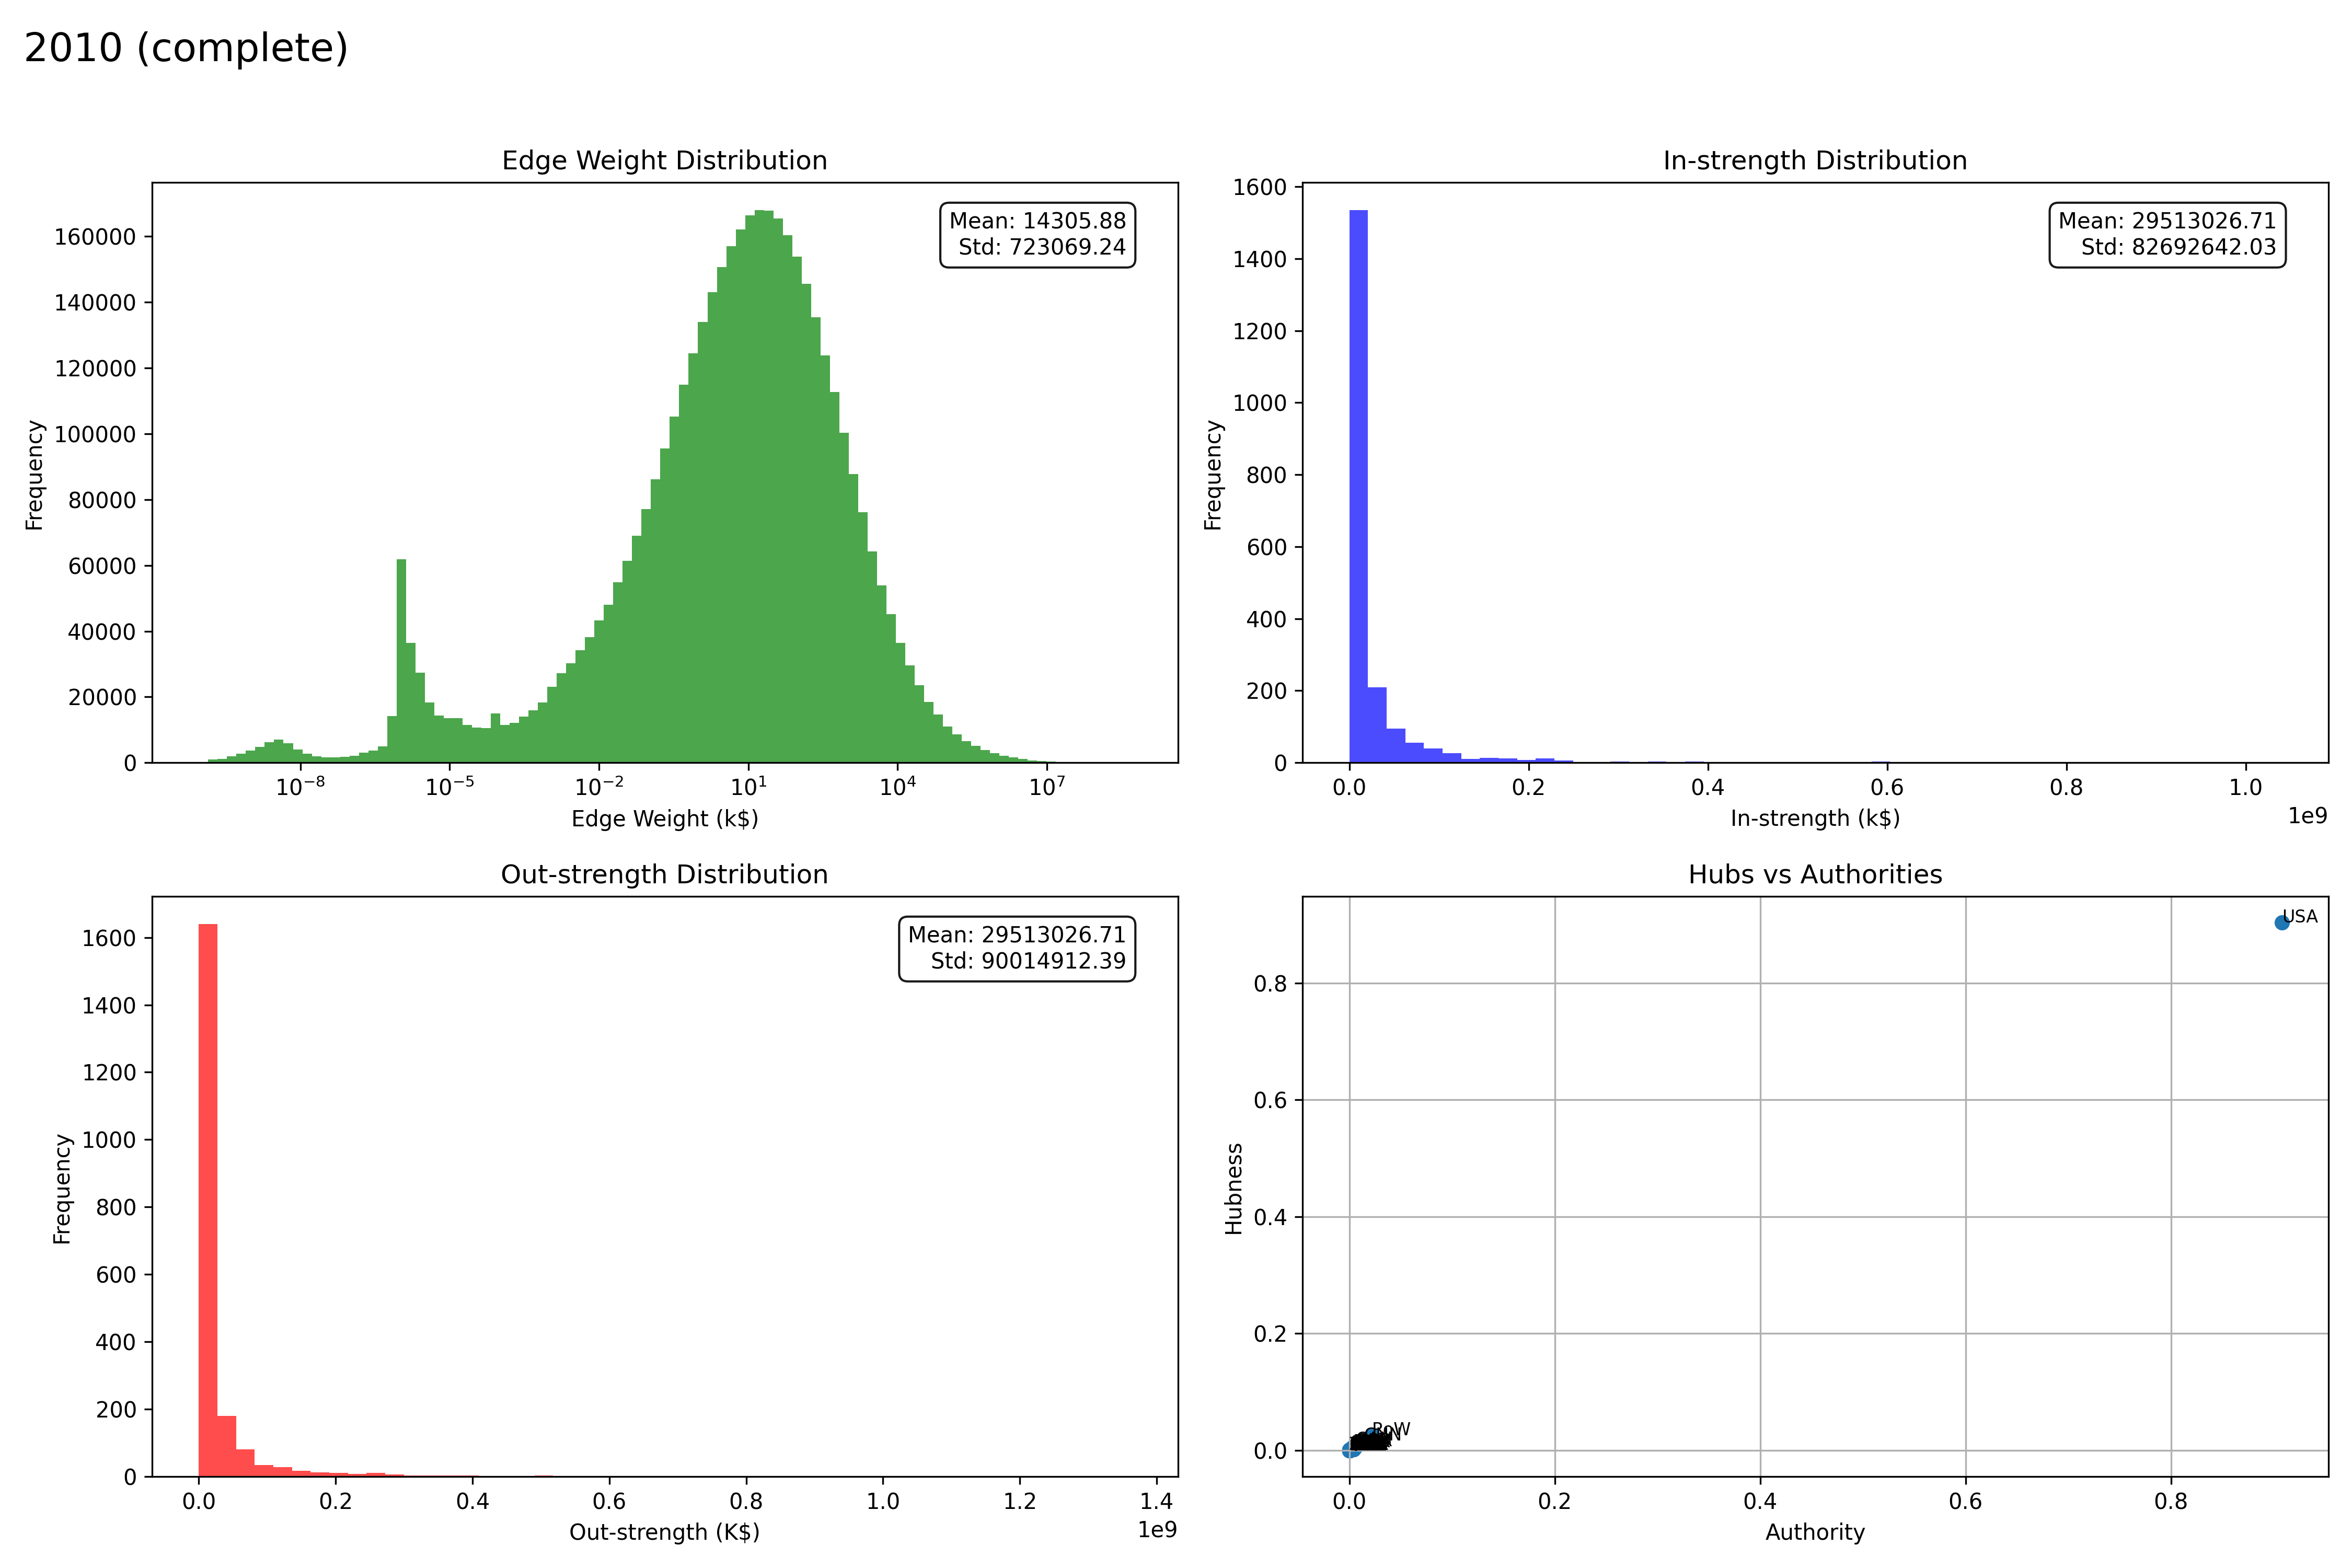 2010 (complete)
Edge Weight Distribution
Mean: 14305.88
Std: 723069.24
160000
140000
120000
100000
80000
60000
40000
20000
0
Frequency
10⁻⁸ 10⁻⁵ 10⁻² 10¹ 10⁴ 10⁷
Edge Weight (k$)
In-strength Distribution
Mean: 29513026.71
Std: 82692642.03
1600
1400
1200
1000
800
600
400
200
0
Frequency
0.0 0.2 0.4 0.6 0.8 1.0
1e9
In-strength (k$)
Out-strength Distribution
Mean: 29513026.71
Std: 90014912.39
1600
1400
1200
1000
800
600
400
200
0
Frequency
0.0 0.2 0.4 0.6 0.8 1.0 1.2 1.4
1e9
Out-strength (K$)
Hubs vs Authorities
USA
RoW
0.8
0.6
0.4
0.2
0.0
Hubness
0.0 0.2 0.4 0.6 0.8
Authority